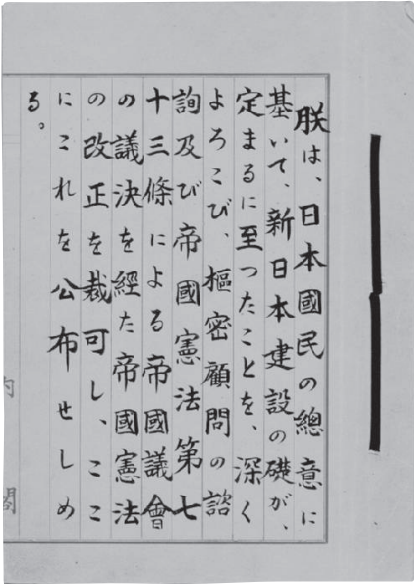 朕は、日本國民の總意に
基いて、新日本建設の礎が、
定まるに至つたことを、深く
よろこび、樞密顧問の諮
詢及び帝國憲法第七
十三條による帝國議會
の議決を経た帝國憲法
の改正を裁可し、ここ
にこれを公布せしめ
る。
内閣